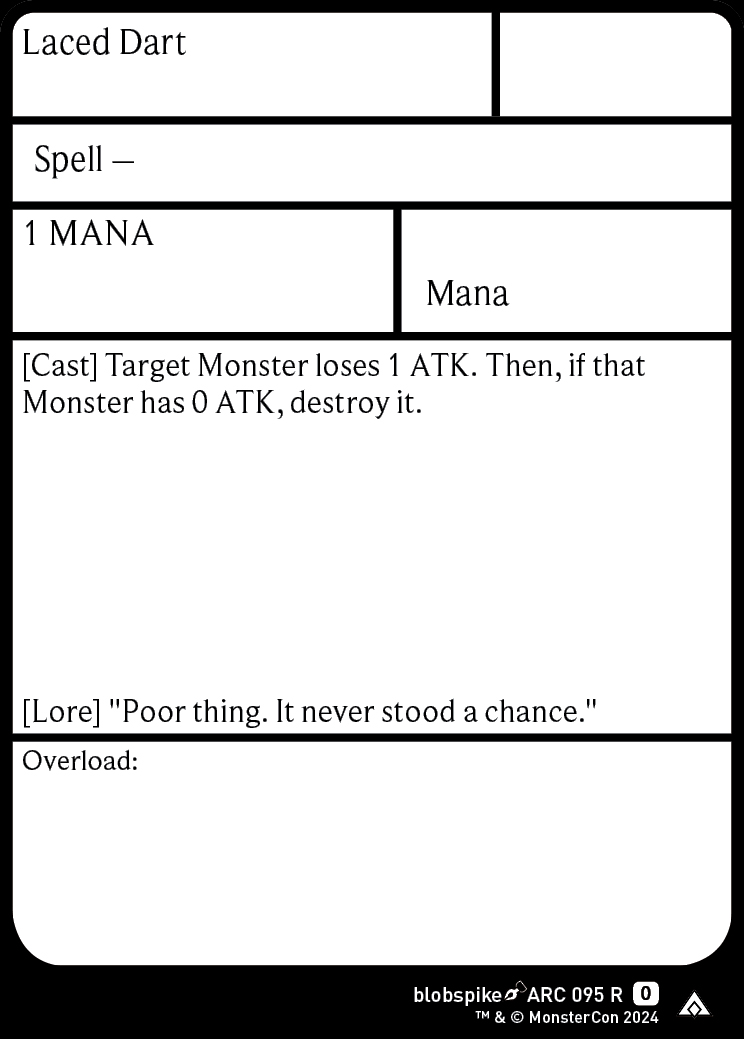 Laced Dart
Spell —
1 MANA
Mana
[Cast] Target Monster loses 1 ATK. Then, if that
Monster has 0 ATK, destroy it.
[Lore] "Poor thing. It never stood a chance."
Overload:
blobspike ARC 095 R 0
™ & © MonsterCon 2024